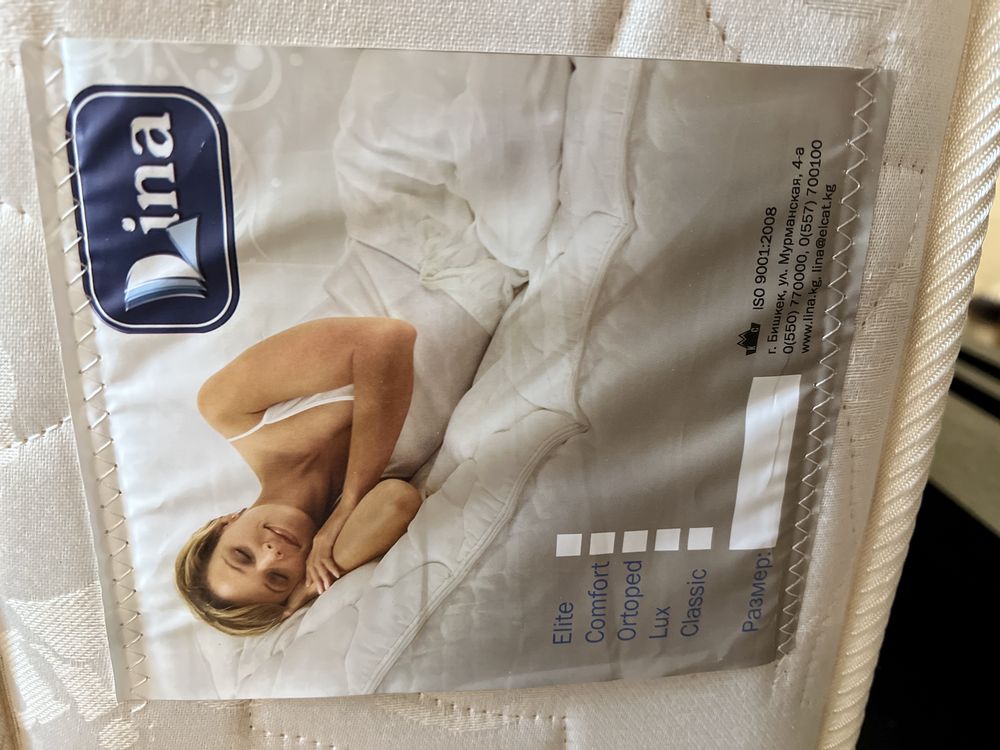 Lina
Elite
Comfort
Ortoped
Lux
Classic
Размер:
ISO 9001:2008
г. Бишкек, ул. Мурманская, 4-а
0(550) 770000, 0(557) 700100
www.lina.kg, lina@elcat.kg